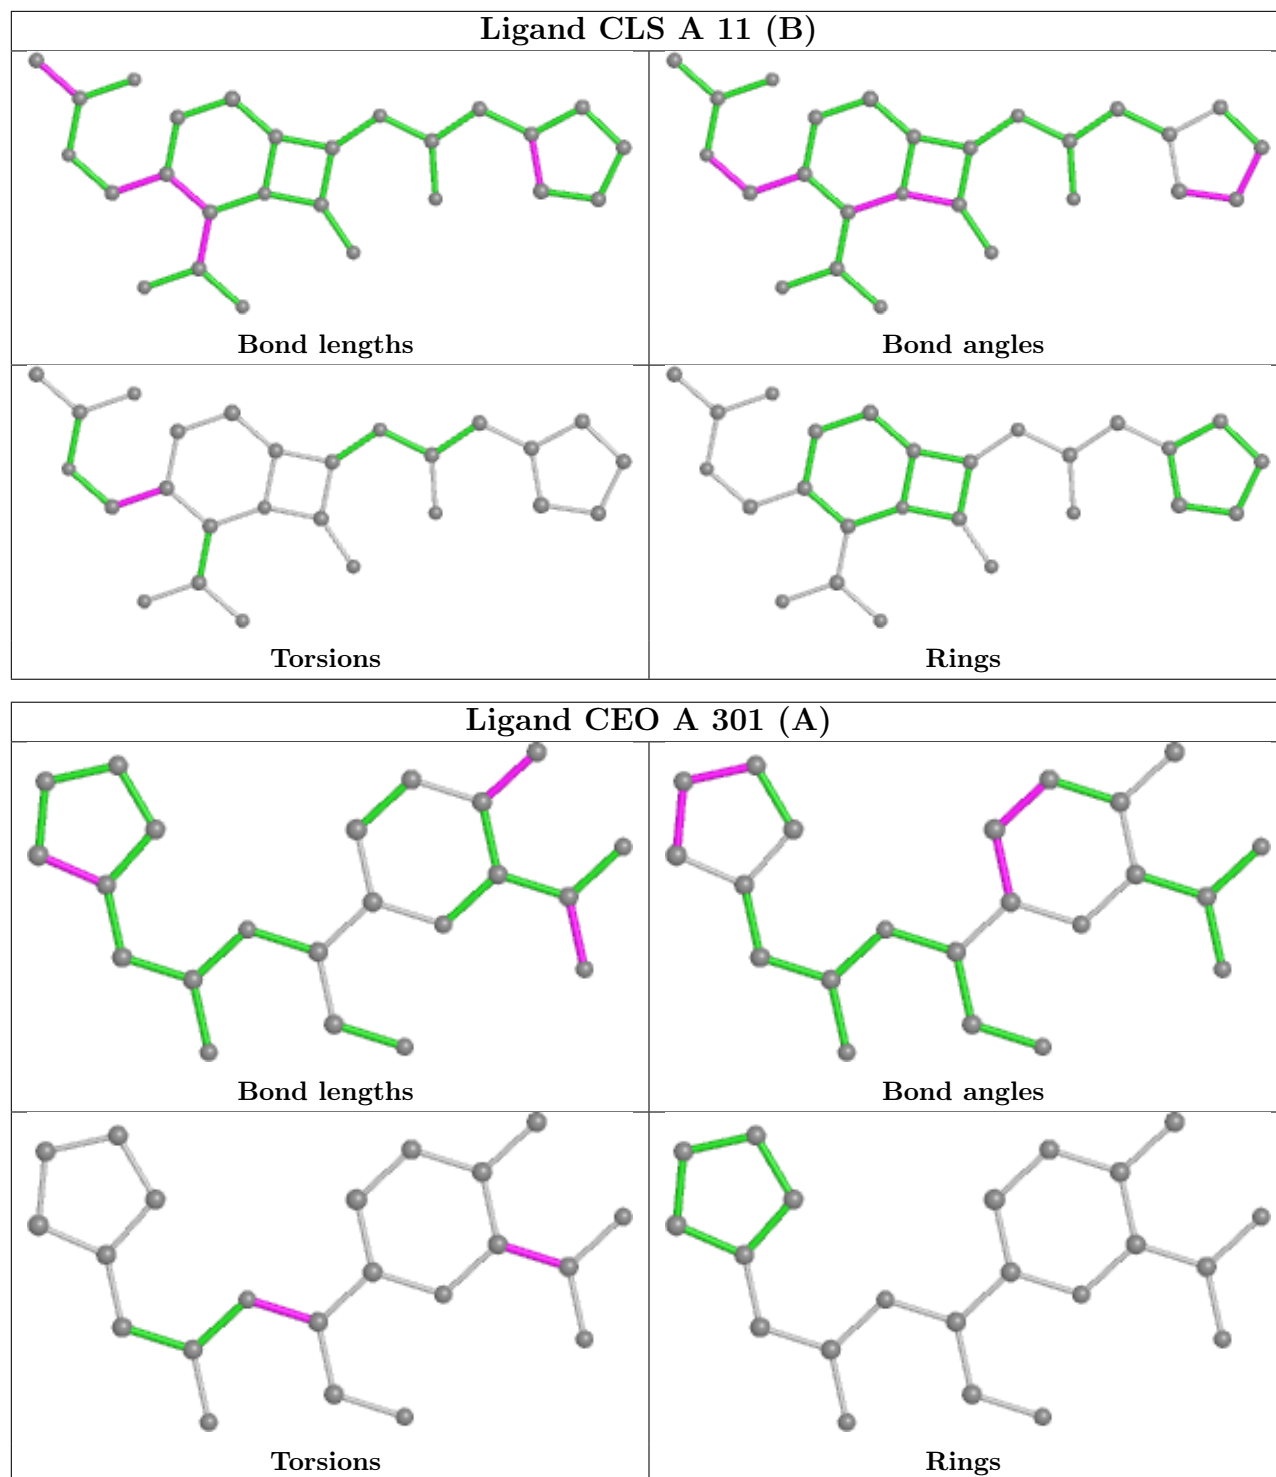 Ligand CLS A 11 (B)
Bond lengths
Bond angles
Torsions
Rings
Ligand CEO A 301 (A)
Bond lengths
Bond angles
Torsions
Rings